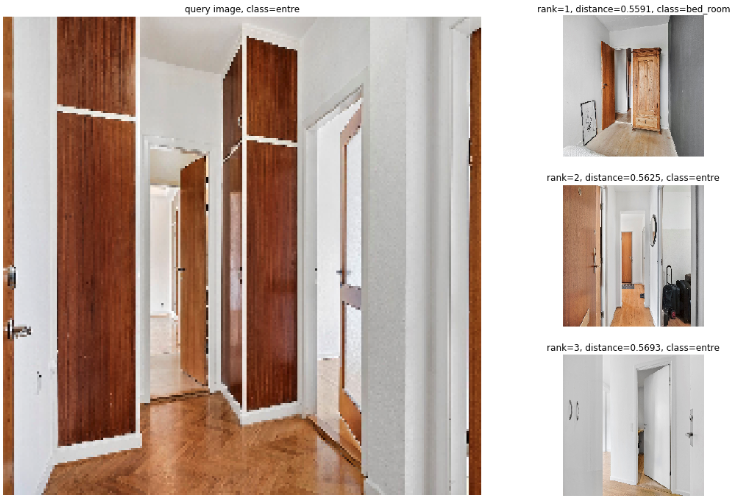 query image, class=entre
rank=1, distance=0.5591, class=bed_room
rank=2, distance=0.5625, class=entre
rank=3, distance=0.5693, class=entre